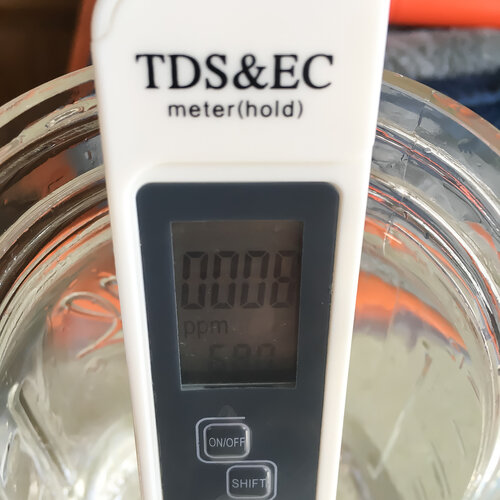 TDS&EC
meter(hold)
0008
ppm
ON/OFF
SHIFT